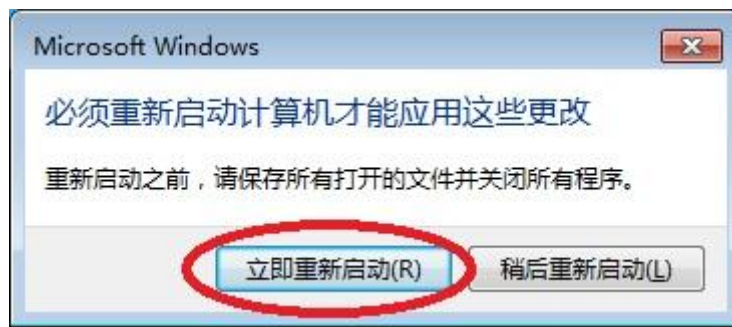 Microsoft Windows
必须重新启动计算机才能应用这些更改
重新启动之前，请保存所有打开的文件并关闭所有程序。
立即重新启动(R) 稍后重新启动(L)